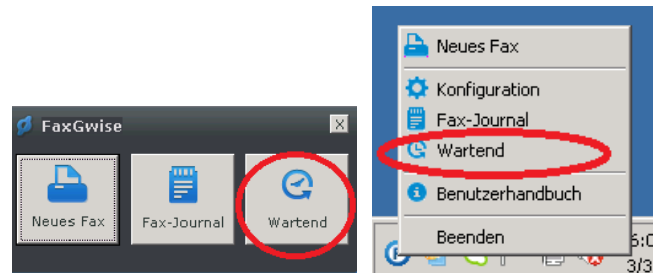 FaxGwise
Neues Fax
Fax-Journal
Wartend
Neues Fax
Konfiguration
Fax-Journal
Wartend
Benutzerhandbuch
Beenden